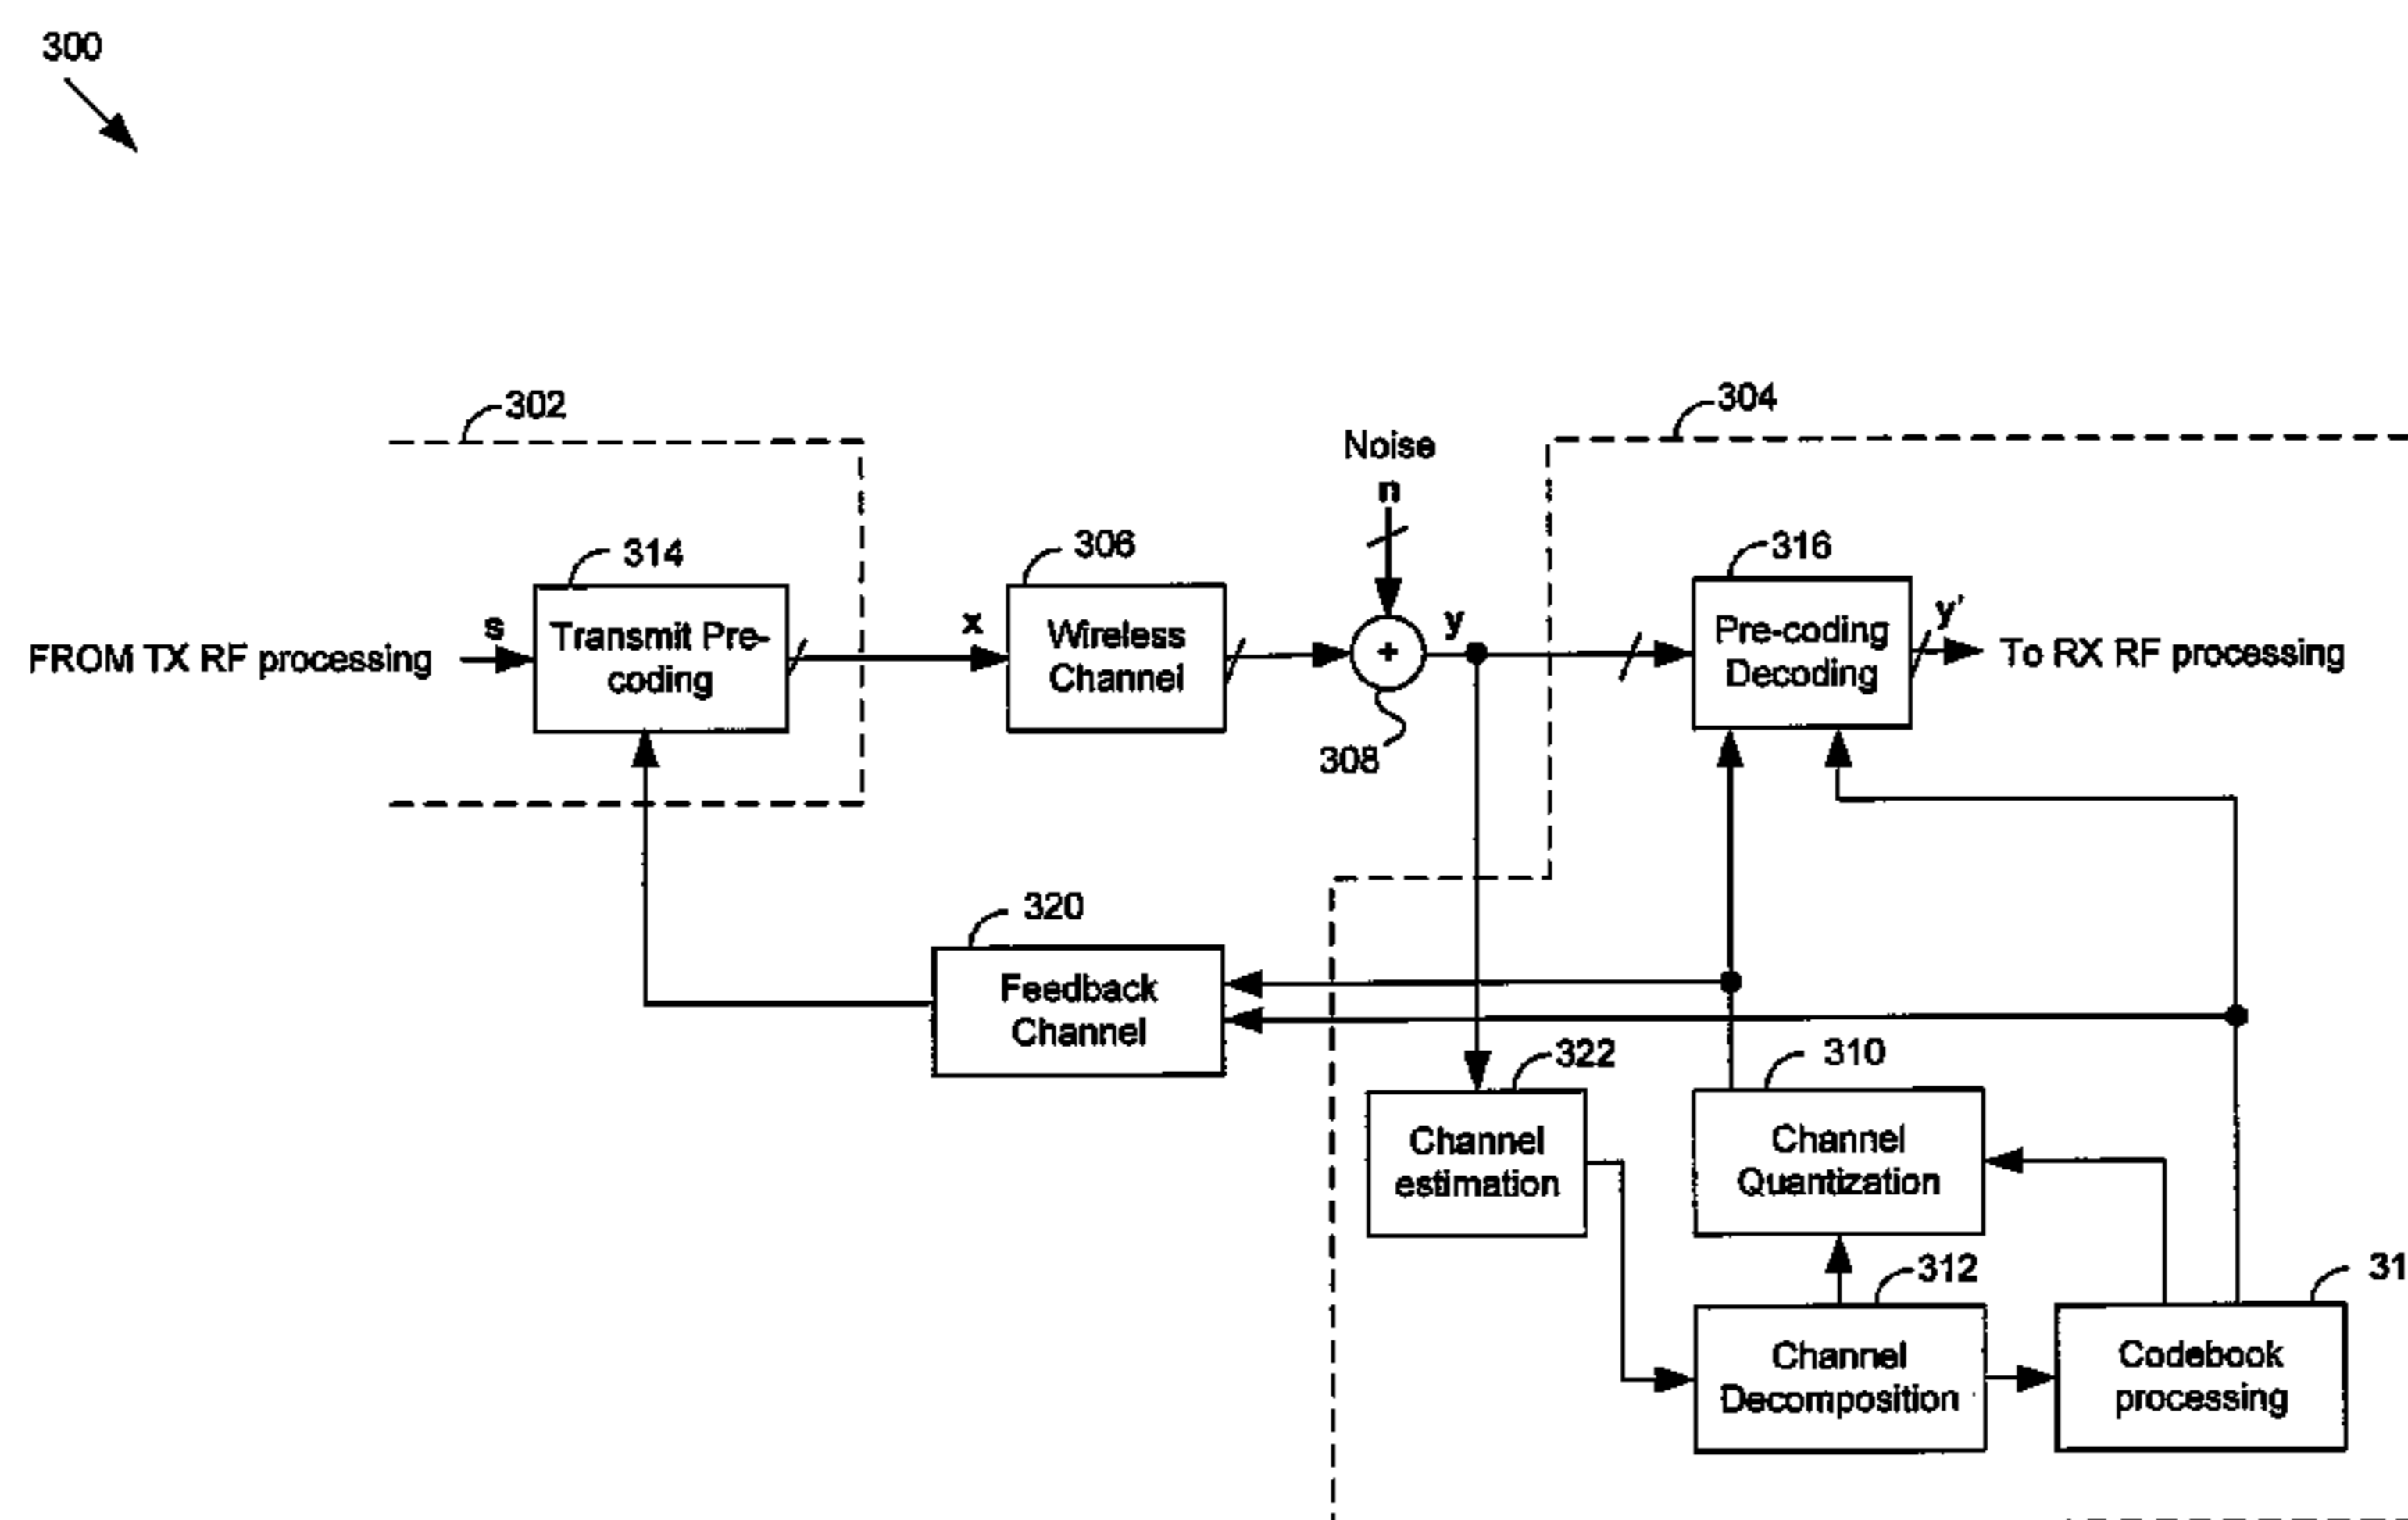 300
302
304
Noise
n
314
306
316
FROM TX RF processing
s
Transmit Pre-
coding
x
Wireless
Channel
+
y
Pre-coding
Decoding
y'
To RX RF processing
308
320
Feedback
Channel
322
310
Channel
estimation
Channel
Quantization
312
Channel
Decomposition
Codebook
processing